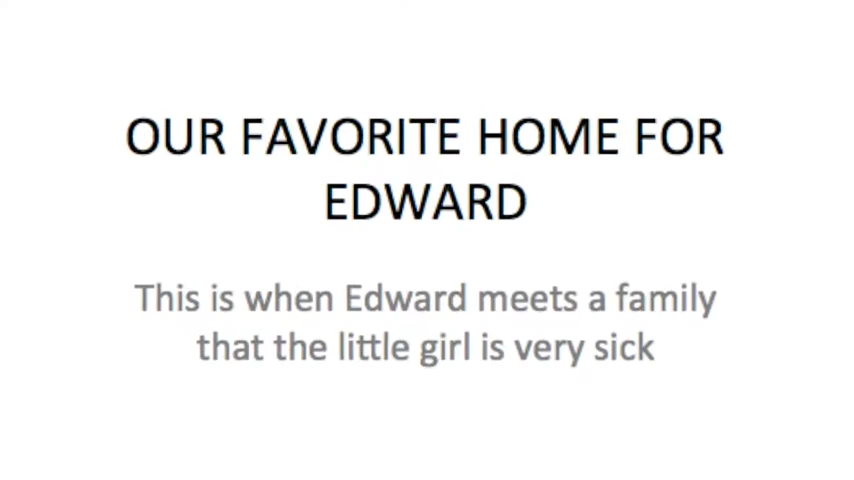 OUR FAVORITE HOME FOR
EDWARD
This is when Edward meets a family
that the little girl is very sick